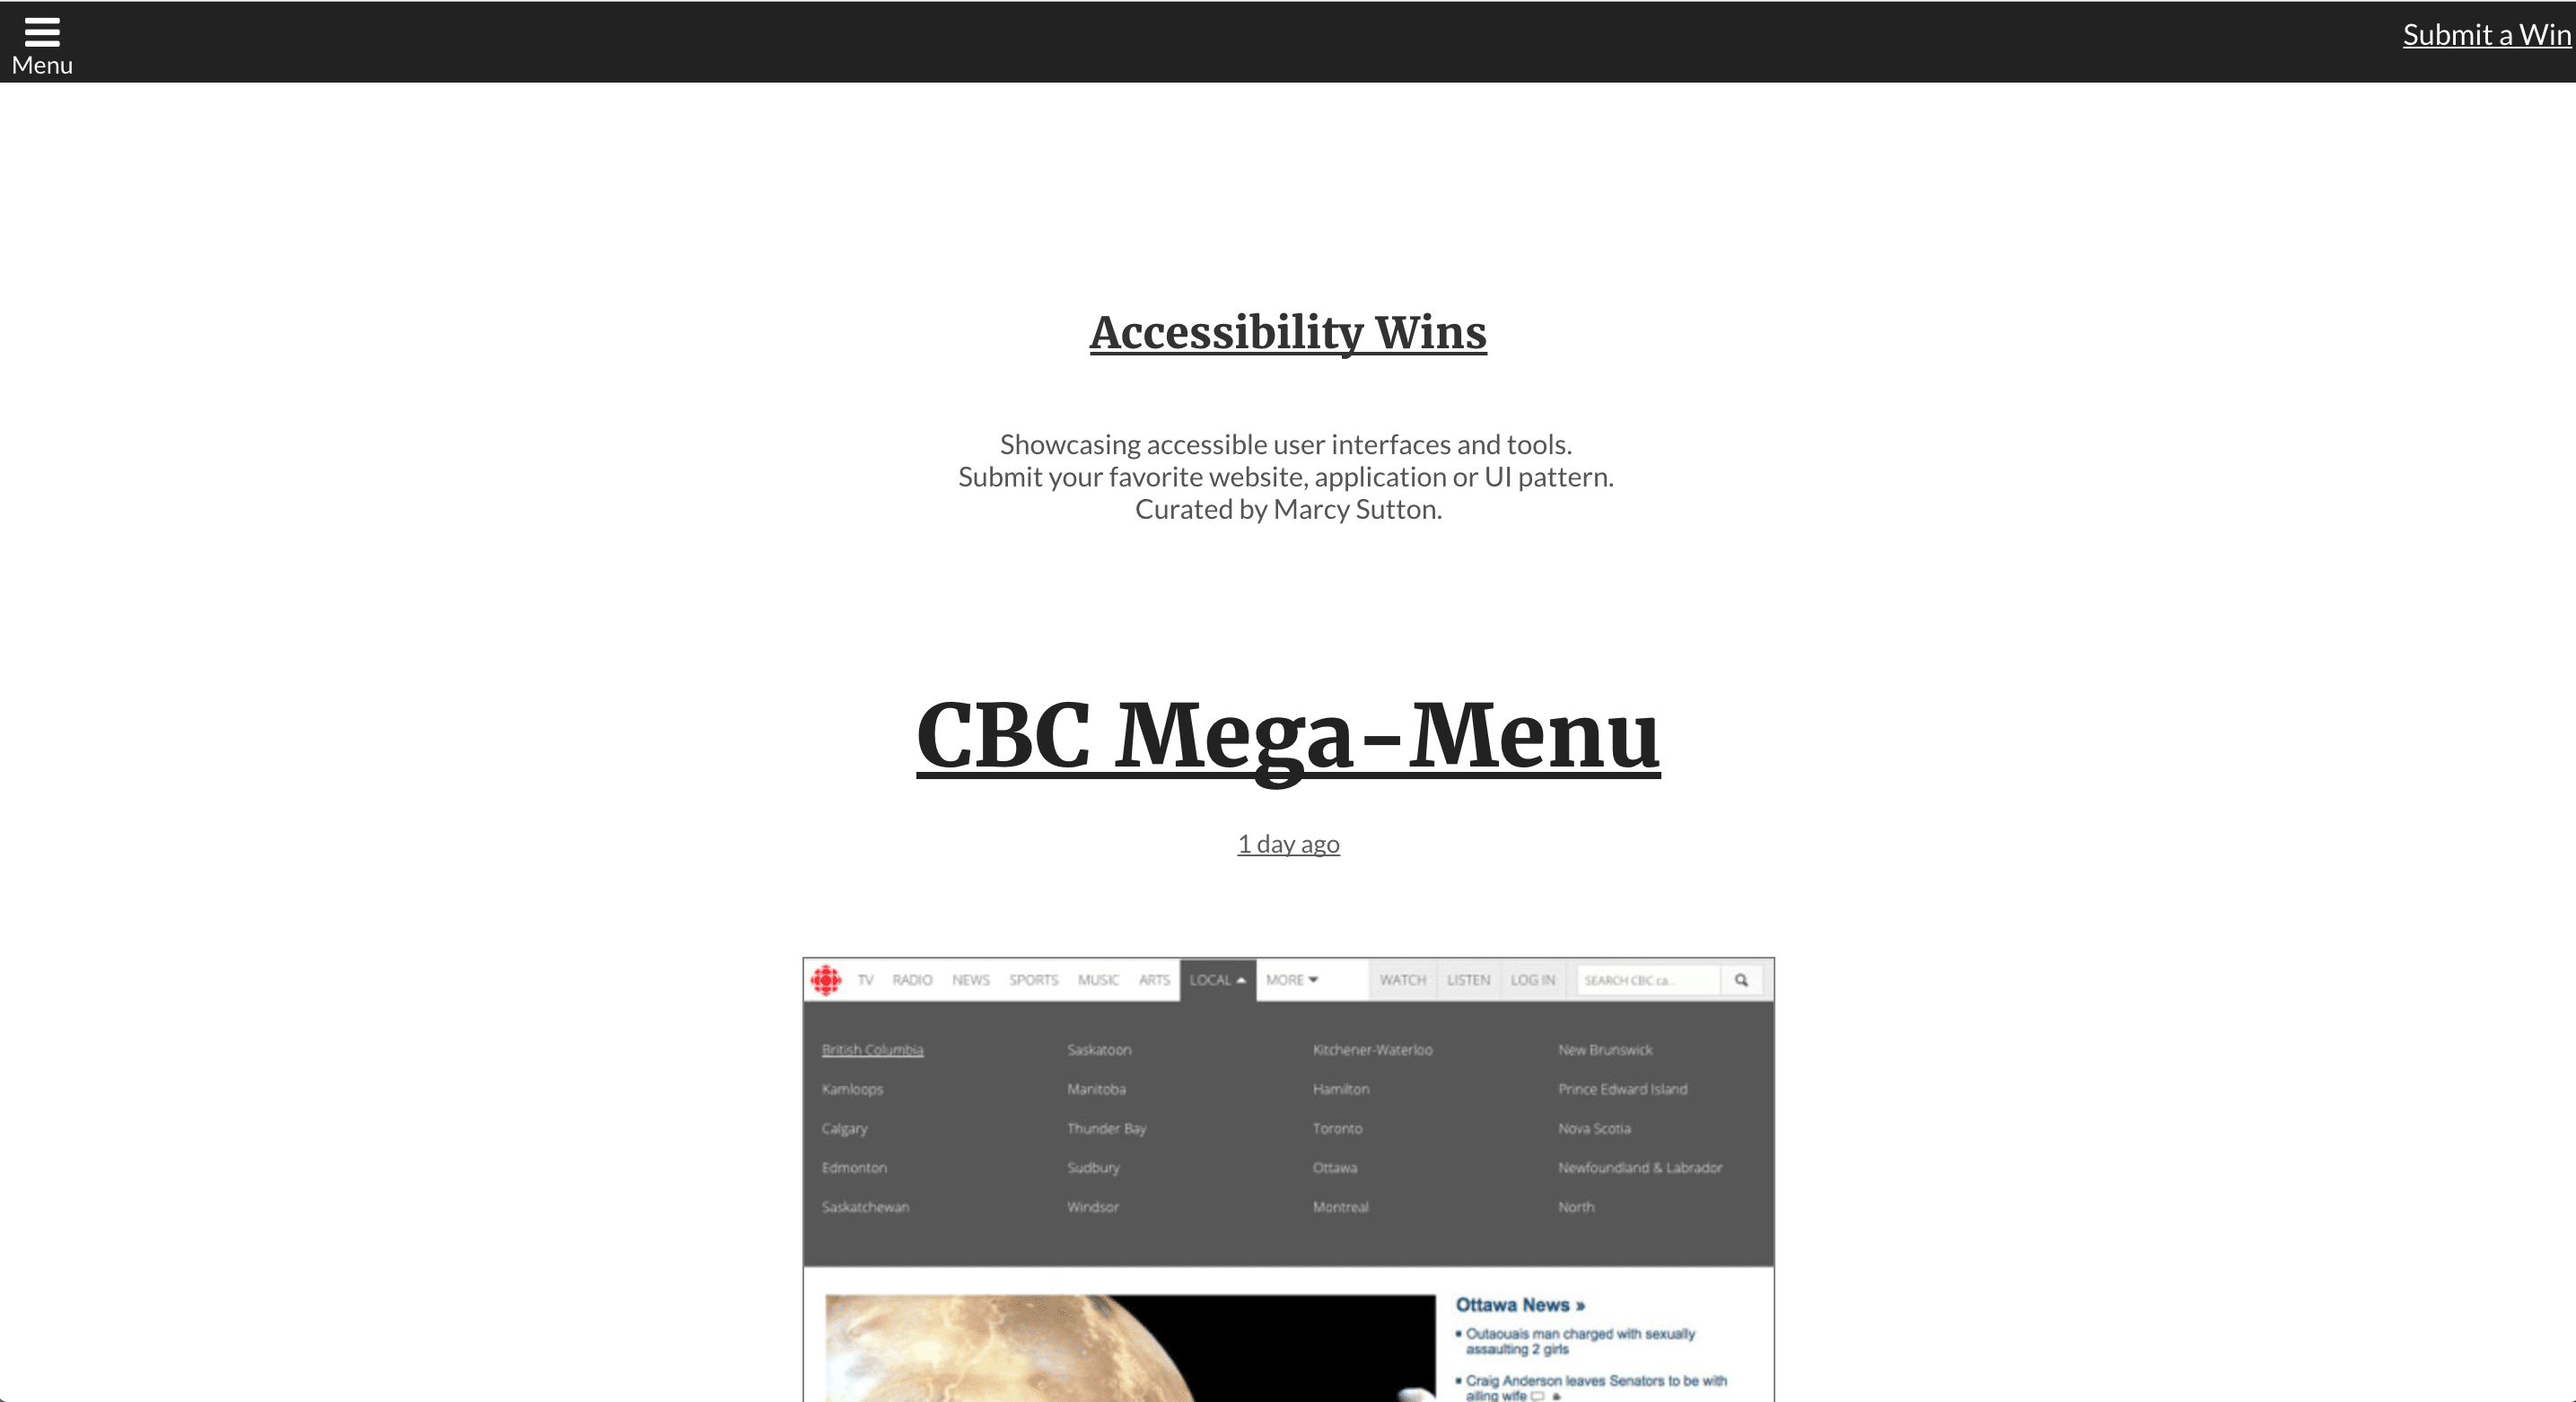 Menu
Submit a Win
Accessibility Wins
Showcasing accessible user interfaces and tools.
Submit your favorite website, application or UI pattern.
Curated by Marcy Sutton.
CBC Mega-Menu
1 day ago
TV RADIO NEWS SPORTS MUSIC ARTS LOCAL MORE WATCH LISTEN LOG IN SEARCH CBC.ca...
British Columbia Saskatoon Kitchener-Waterloo New Brunswick
Kamloops Manitoba Hamilton Prince Edward Island
Calgary Thunder Bay Toronto Nova Scotia
Edmonton Sudbury Ottawa Newfoundland & Labrador
Saskatchewan Windsor Montreal North
Ottawa News »
Outaouais man charged with sexually
assaulting 2 girls
Craig Anderson leaves Senators to be with
ailing wife